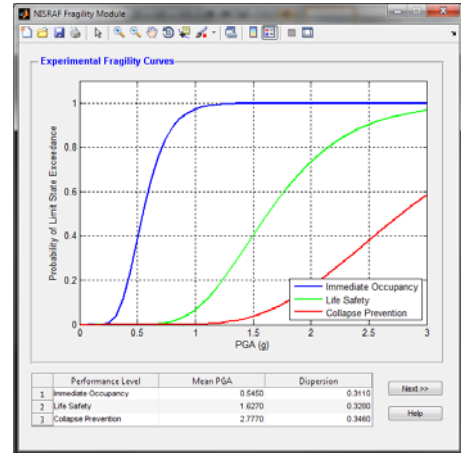 NISRAF Fragility Module
Experimental Fragility Curves
Probability of Limit State Exceedance
1
0.8
0.6
0.4
0.2
0
0 0.5 1.0 1.5 2.0 2.5 3
PGA (g)
Immediate Occupancy
Life Safety
Collapse Prevention
Performance Level Mean PGA Dispersion
1 Immediate Occupancy 0.5450 0.3110
2 Life Safety 1.6270 0.3280
3 Collapse Prevention 2.7770 0.3460
Next >>
Help